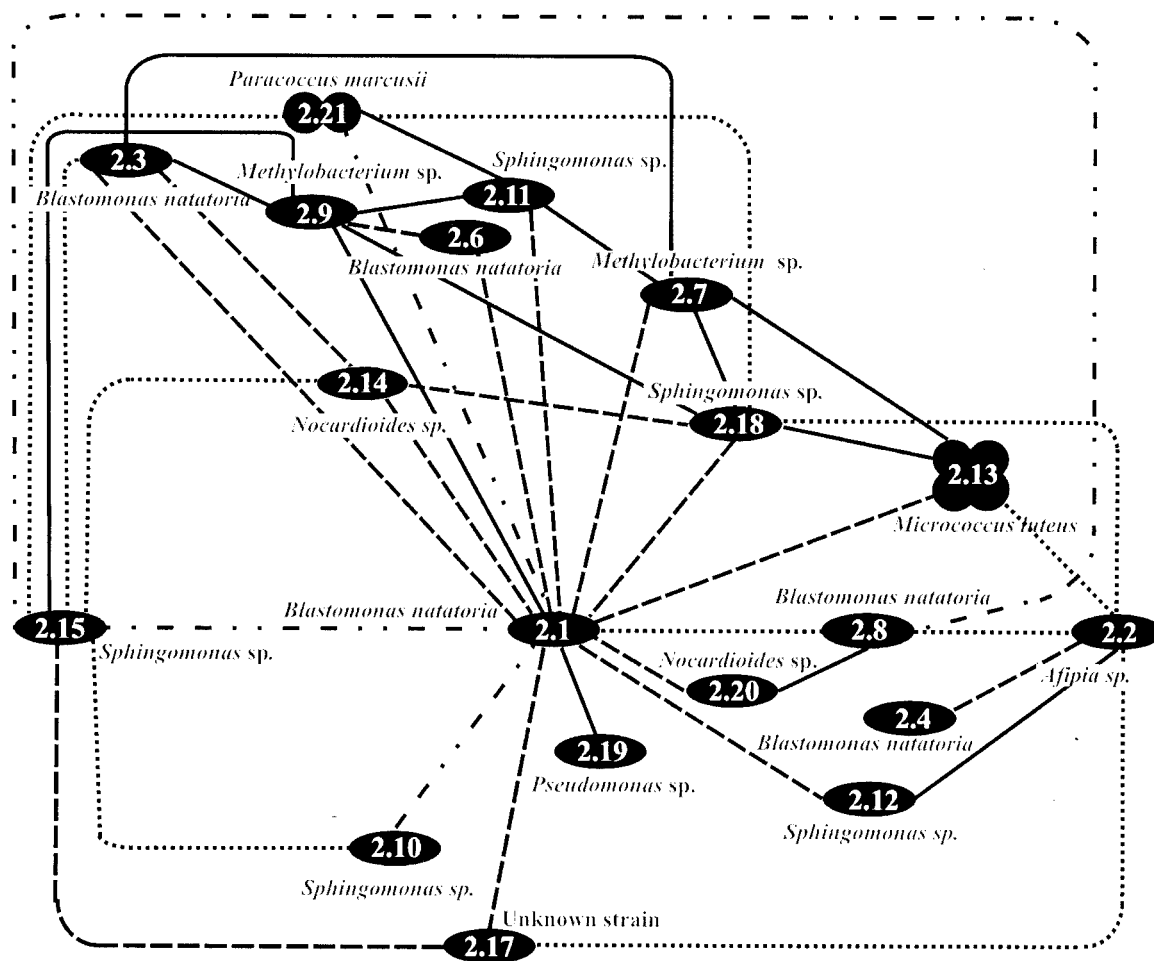 Paracoccus marcusii
2.21
Sphingomonas sp.
2.3
Methylobacterium sp.
2.11
Blastomonas natatoria
2.9
2.6
Blastomonas natatoria
Methylobacterium sp.
2.7
2.14
Sphingomonas sp.
Nocardioides sp.
2.18
2.13
Micrococcus luteus
Blastomonas natatoria
Blastomonas natatoria
2.15
2.1
2.8
2.2
Sphingomonas sp.
Nocardioides sp.
Afipia sp.
2.20
2.4
Blastomonas natatoria
2.19
Pseudomonas sp.
2.12
Sphingomonas sp.
2.10
Sphingomonas sp.
Unknown strain
2.17